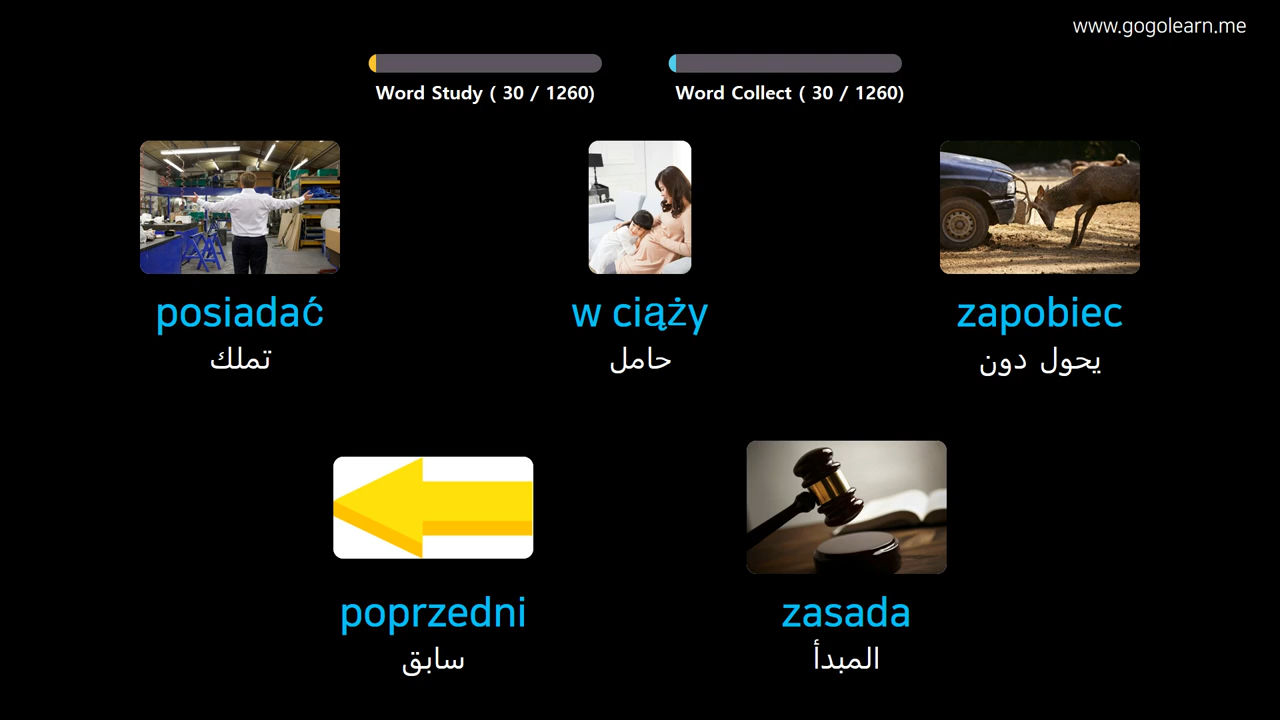 www.gogolearn.me
Word Study ( 30 / 1260)
Word Collect ( 30 / 1260)
posiadać
تملك
w ciąży
حامل
zapobiec
يحول دون
poprzedni
سابق
zasada
المبدأ